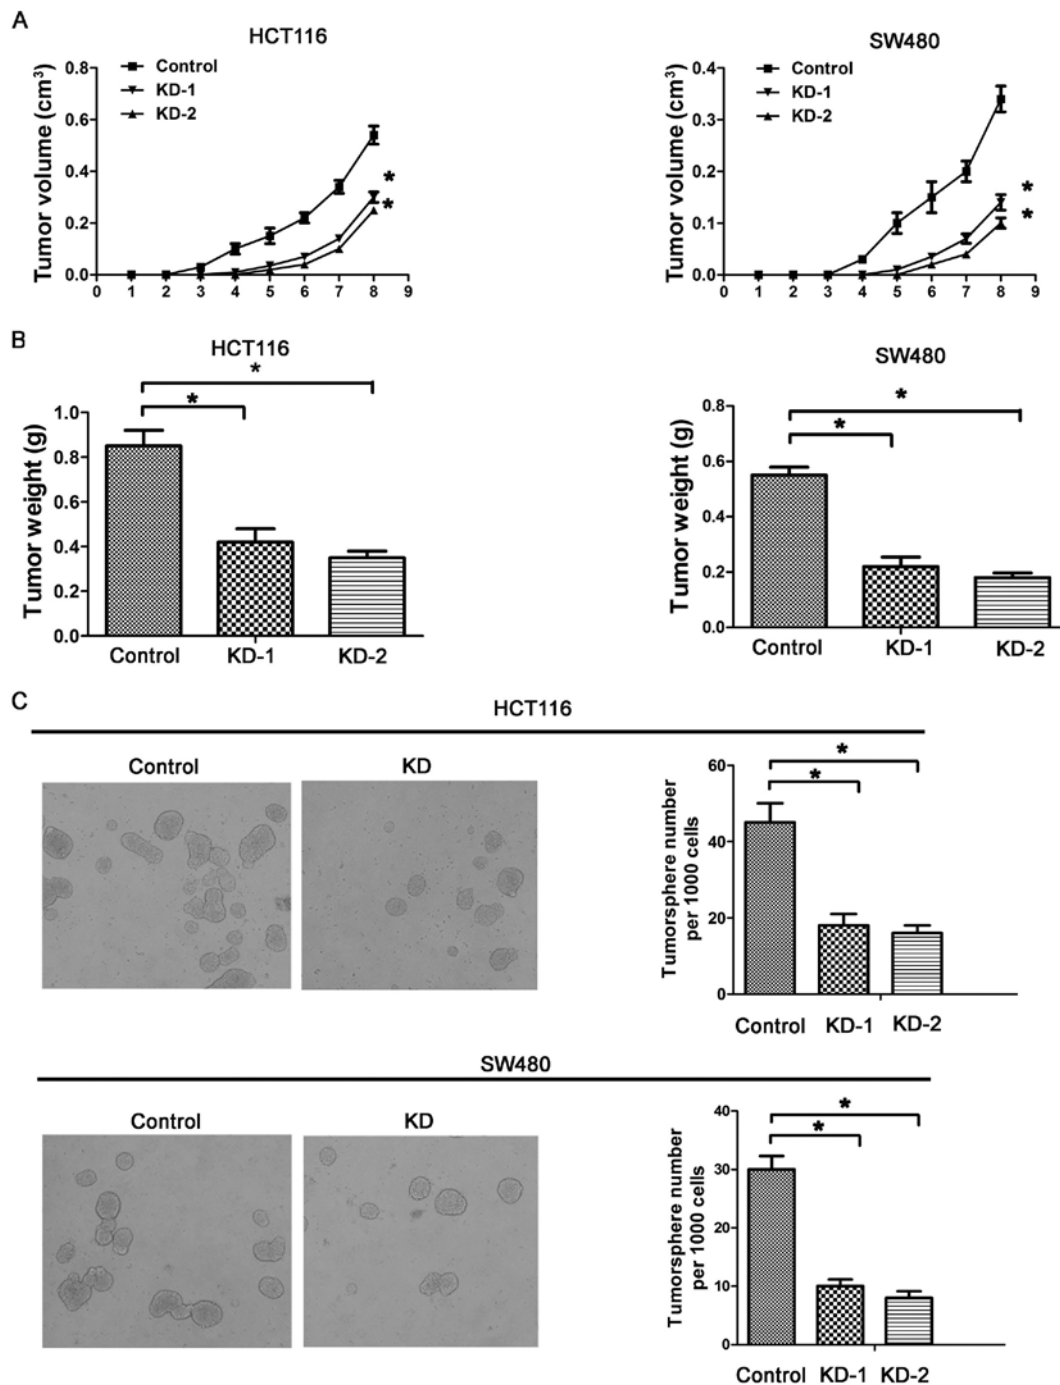 A
HCT116
Tumor volume (cm³)
0.8
0.6
0.4
0.2
0.0
Control
KD-1
KD-2
*
*
0 1 2 3 4 5 6 7 8 9
SW480
Tumor volume (cm³)
0.4
0.3
0.2
0.1
0.0
Control
KD-1
KD-2
*
*
0 1 2 3 4 5 6 7 8 9
B
HCT116
Tumor weight (g)
1.0
0.8
0.6
0.4
0.2
0.0
*
*
Control KD-1 KD-2
SW480
Tumor weight (g)
0.8
0.6
0.4
0.2
0.0
*
*
Control KD-1 KD-2
C
HCT116
Control KD
Tumorsphere number
per 1000 cells
60
40
20
0
*
*
Control KD-1 KD-2
SW480
Control KD
Tumorsphere number
per 1000 cells
40
30
20
10
0
*
*
Control KD-1 KD-2